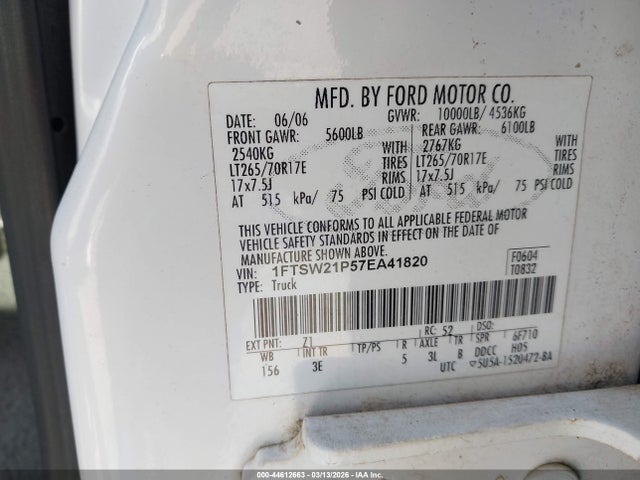 MFD. BY FORD MOTOR CO.
DATE: 06/06 GVWR: 10000LB/ 4536KG
FRONT GAWR: 5600LB REAR GAWR: 6100LB
2540KG WITH 2767KG WITH
LT265/70R17E TIRES LT265/70R17E TIRES
17x7.5J RIMS 17x7.5J RIMS
AT 515 kPa/ 75 PSI COLD AT 515 kPa/ 75 PSI COLD
THIS VEHICLE CONFORMS TO ALL APPLICABLE FEDERAL MOTOR
VEHICLE SAFETY STANDARDS IN EFFECT ON THE DATE OF
MANUFACTURE SHOWN ABOVE.
VIN: 1FTSW21P57EA41820 F0604
TYPE: Truck T0832
EXT PNT: Z1 RC: 52 DSO:
WB INT TR TP/PS R AXLE TR SPR 6F710
156 3E 5 3L B DDCC H05
UTC ▽5U5A-1520472-BA
000-44612663 | 03/13/2026 | IAAI.com